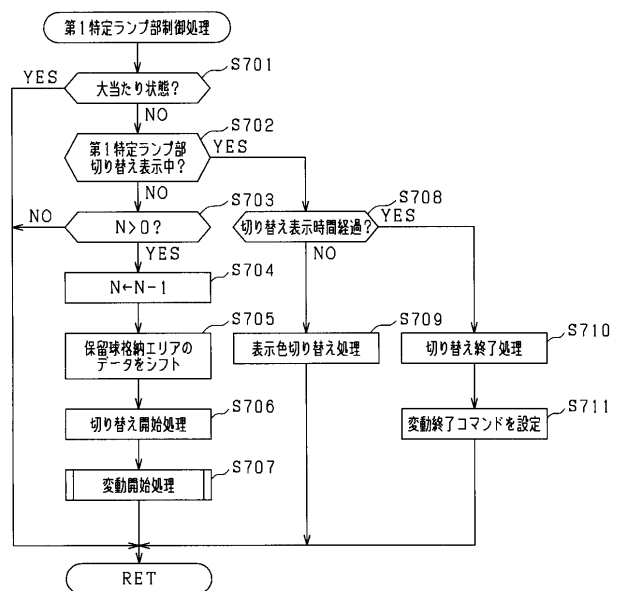 第1特定ランプ部制御処理
S701
YES
大当たり状態?
NO
S702
第1特定ランプ部
切り替え表示中?
YES
NO
S703
S708
NO
N>0?
切り替え表示時間経過?
YES
YES
NO
S704
N←N-1
S705
S709
S710
保留球格納エリアの
データをシフト
表示色切り替え処理
切り替え終了処理
S706
S711
切り替え開始処理
変動終了コマンドを設定
S707
変動開始処理
RET